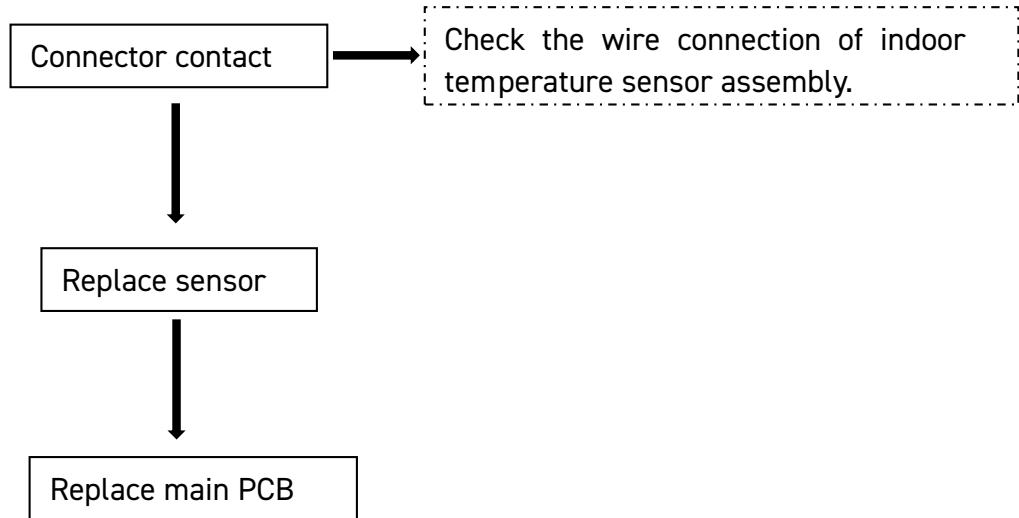 Connector contact
Check the wire connection of indoor
temperature sensor assembly.
Replace sensor
Replace main PCB